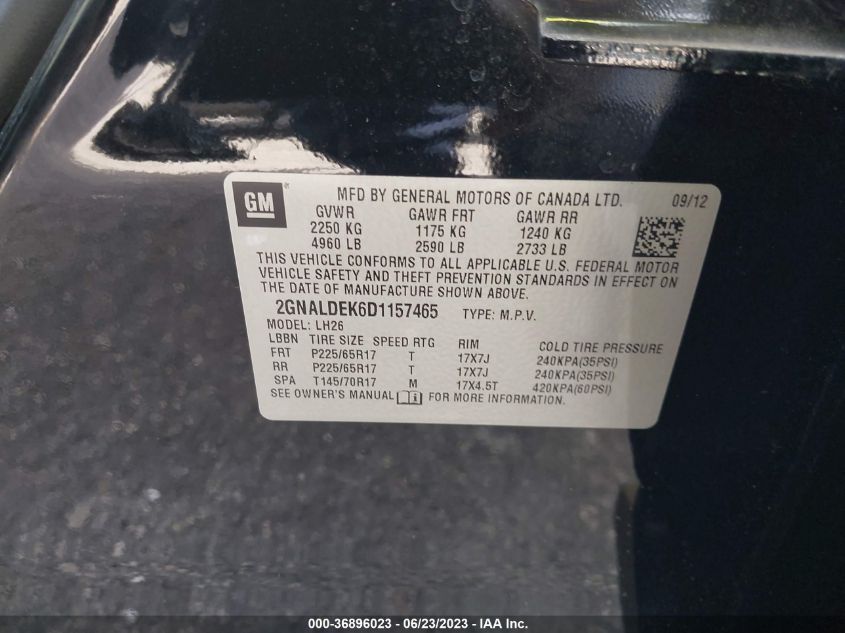 GM
MFD BY GENERAL MOTORS OF CANADA LTD. 09/12
GVWR GAWR FRT GAWR RR
2250 KG 1175 KG 1240 KG
4960 LB 2590 LB 2733 LB
THIS VEHICLE CONFORMS TO ALL APPLICABLE U.S. FEDERAL MOTOR
VEHICLE SAFETY AND THEFT PREVENTION STANDARDS IN EFFECT ON
THE DATE OF MANUFACTURE SHOWN ABOVE.
2GNALDEK6D1157465 TYPE: M.P.V.
MODEL: LH26
LBBN TIRE SIZE SPEED RTG RIM COLD TIRE PRESSURE
FRT P225/65R17 T 17X7J 240KPA(35PSI)
RR P225/65R17 T 17X7J 240KPA(35PSI)
SPA T145/70R17 M 17X4.5T 420KPA(60PSI)
SEE OWNER'S MANUAL FOR MORE INFORMATION.
000-36896023 - 06/23/2023 - IAA Inc.